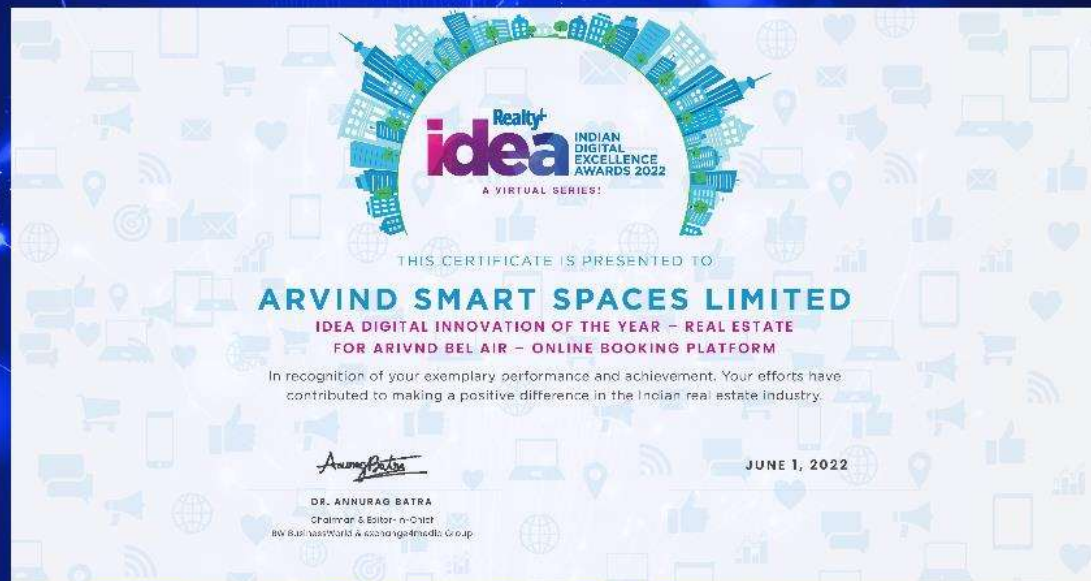 Realty+
idea
INDIAN
DIGITAL
EXCELLENCE
AWARDS 2022
A VIRTUAL SERIES!
THIS CERTIFICATE IS PRESENTED TO
ARVIND SMART SPACES LIMITED
IDEA DIGITAL INNOVATION OF THE YEAR – REAL ESTATE
FOR ARIVND BEL AIR – ONLINE BOOKING PLATFORM
In recognition of your exemplary performance and achievement. Your efforts have
contributed to making a positive difference in the Indian real estate industry.
Anurag Batra
JUNE 1, 2022
DR. ANNURAG BATRA
Chairman & Editor-in-Chief
BW BusinessWorld & exchange4media Group